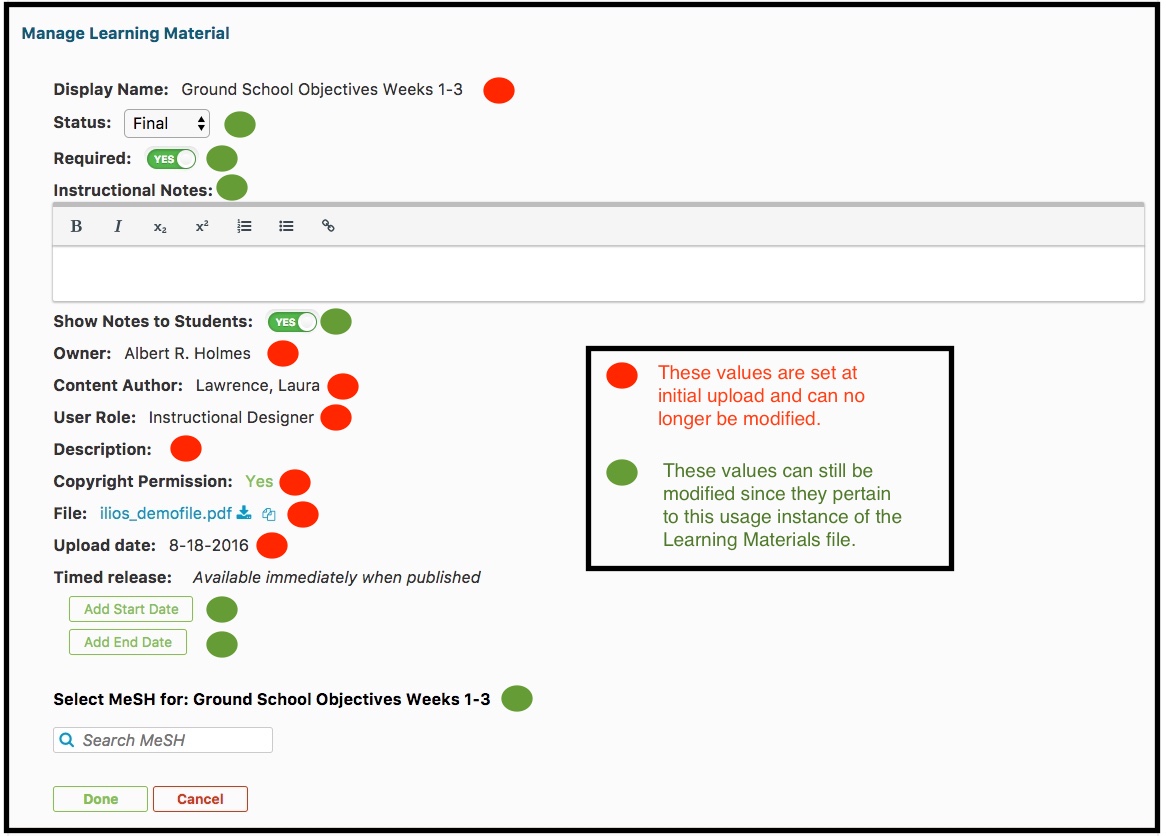 Manage Learning Material
Display Name: Ground School Objectives Weeks 1-3
Status: Final
Required: YES
Instructional Notes:
B I x₂ x²
Show Notes to Students: YES
Owner: Albert R. Holmes
Content Author: Lawrence, Laura
User Role: Instructional Designer
Description:
Copyright Permission: Yes
File: ilios_demofile.pdf
Upload date: 8-18-2016
Timed release: Available immediately when published
Add Start Date
Add End Date
These values are set at
initial upload and can no
longer be modified.
These values can still be
modified since they pertain
to this usage instance of the
Learning Materials file.
Select MeSH for: Ground School Objectives Weeks 1-3
Search MeSH
Done Cancel